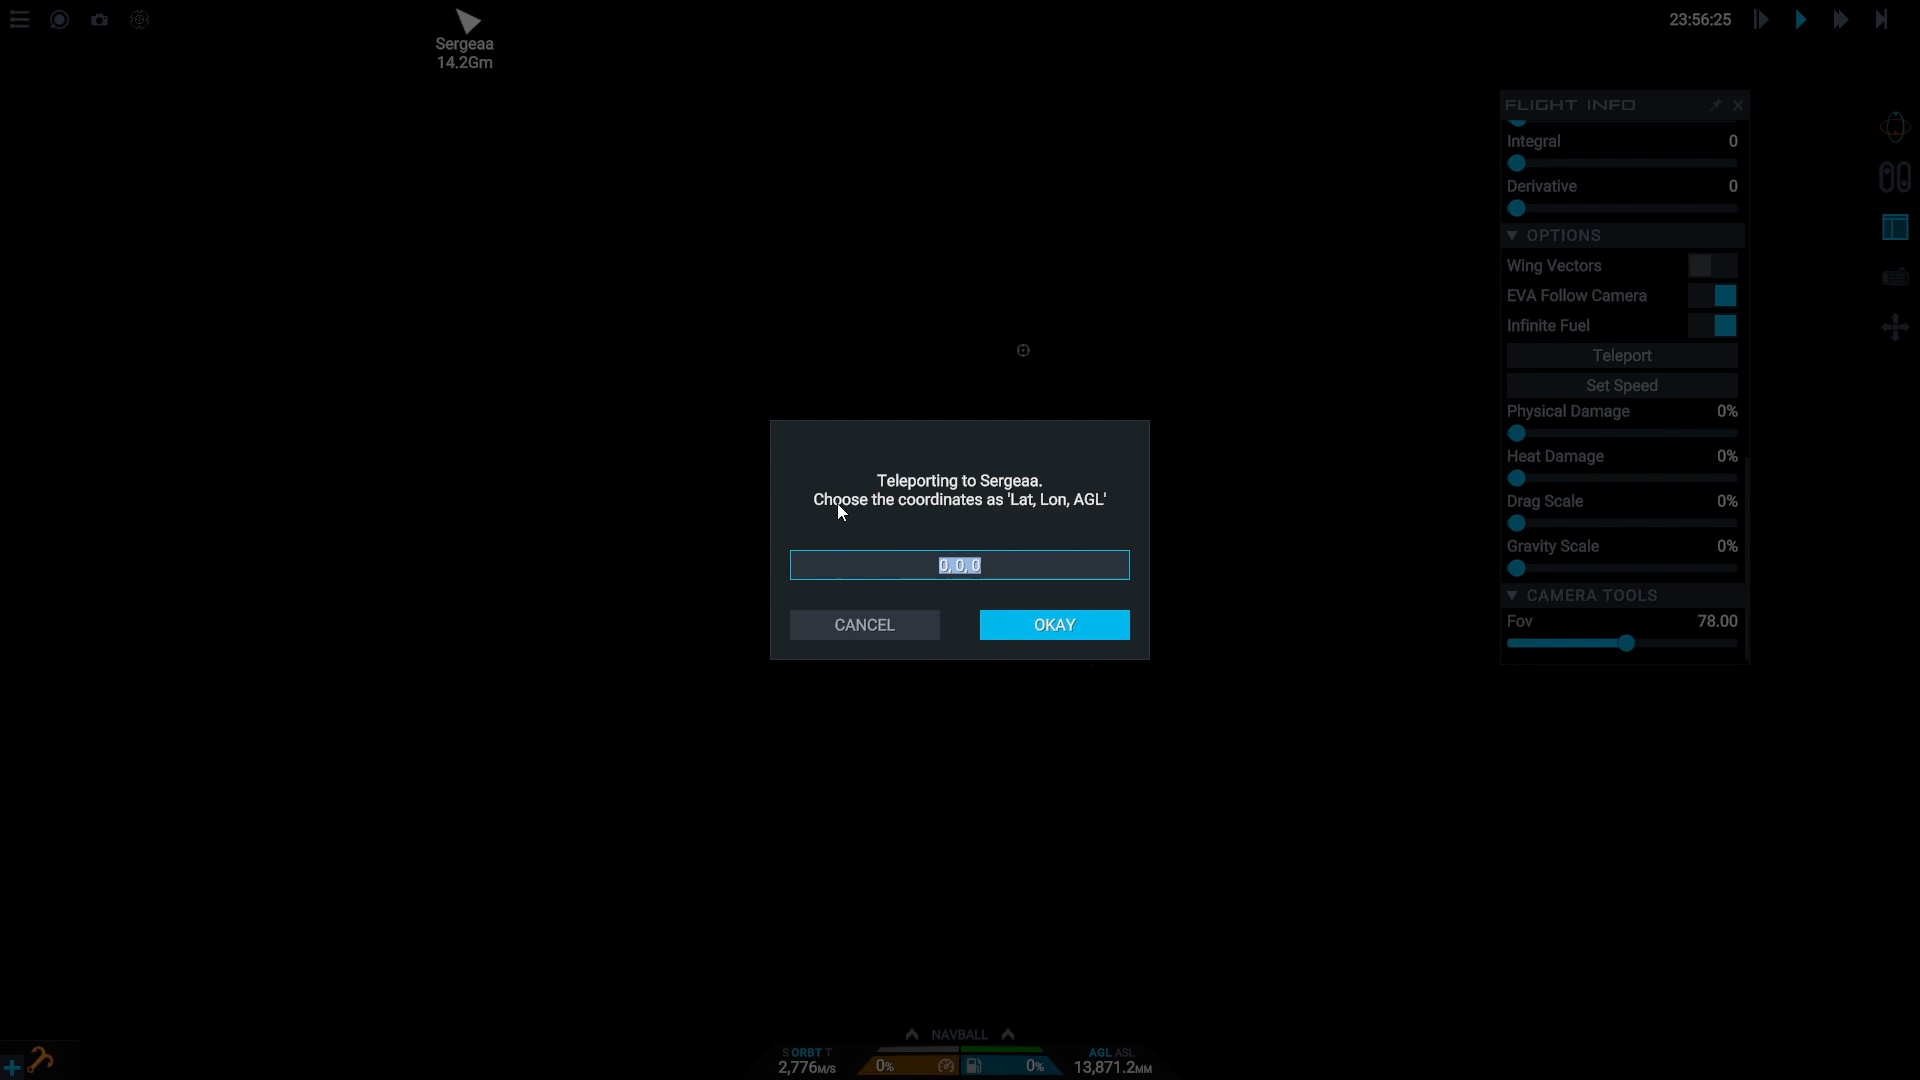 23:56:25
Sergeaa
14.2Gm
FLIGHT INFO
Integral 0
Derivative 0
OPTIONS
Wing Vectors
EVA Follow Camera
Infinite Fuel
Teleport
Set Speed
Physical Damage 0%
Heat Damage 0%
Drag Scale 0%
Gravity Scale 0%
CAMERA TOOLS
Fov 78.00
Teleporting to Sergeaa.
Choose the coordinates as 'Lat, Lon, AGL'
0, 0, 0
CANCEL OKAY
NAVBALL
S ORBT T
2,776M/S
0%
0%
AGL ASL
13,871.2MM